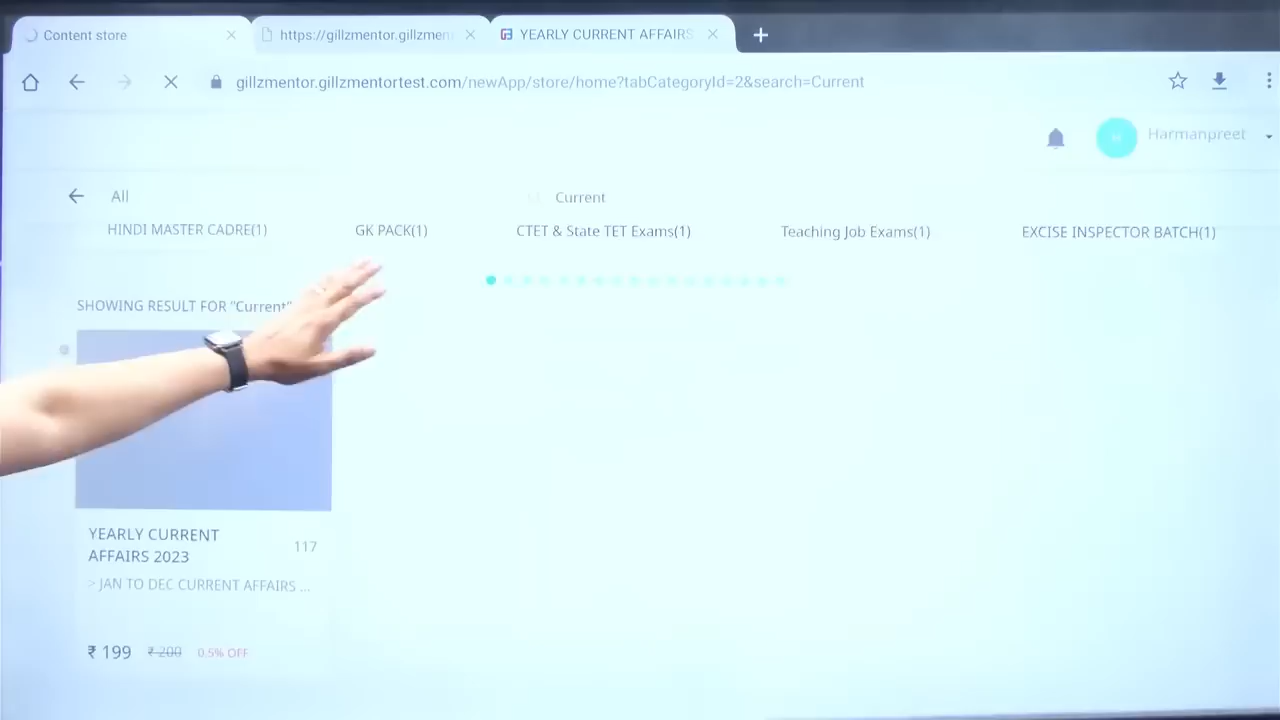 Content store
https://gillzmentor.gillzmen
YEARLY CURRENT AFFAIRS
gillzmentor.gillzmentortest.com/newApp/store/home?tabCategoryId=2&search=Current
Harmanpreet
All
Current
HINDI MASTER CADRE(1)
GK PACK(1)
CTET & State TET Exams(1)
Teaching Job Exams(1)
EXCISE INSPECTOR BATCH(1)
SHOWING RESULT FOR "Current"
YEARLY CURRENT
AFFAIRS 2023
117
> JAN TO DEC CURRENT AFFAIRS ...
₹ 199 ₹ 200 0.5% OFF